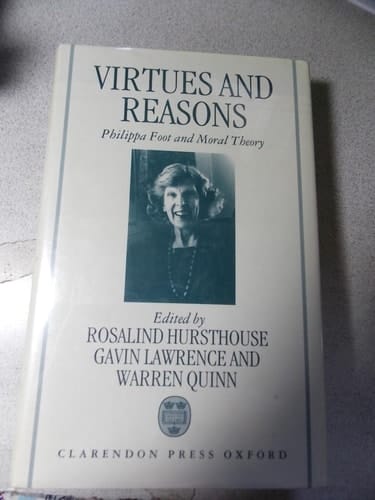 VIRTUES AND
REASONS
Philippa Foot and Moral Theory
Edited by
ROSALIND HURSTHOUSE
GAVIN LAWRENCE AND
WARREN QUINN
CLARENDON PRESS OXFORD